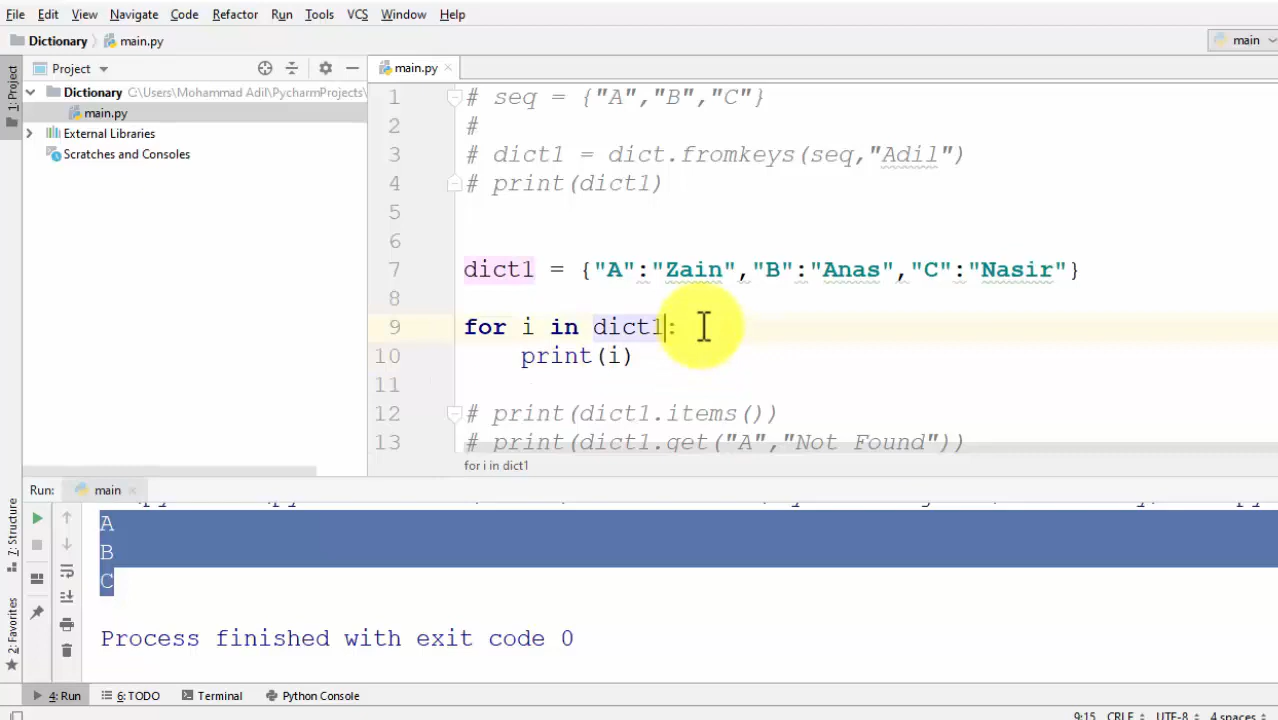 File Edit View Navigate Code Refactor Run Tools VCS Window Help
Dictionary main.py main
1: Project
Project
main.py
Dictionary C:\Users\Mohammad Adil\PycharmProjects\
main.py
External Libraries
Scratches and Consoles
1 # seq = {"A","B","C"}
2 #
3 # dict1 = dict.fromkeys(seq,"Adil")
4 # print(dict1)
5
6
7 dict1 = {"A":"Zain","B":"Anas","C":"Nasir"}
8
9 for i in dict1:
10 print(i)
11
12 # print(dict1.items())
13 # print(dict1.get("A","Not Found"))
for i in dict1
Run: main
A
B
C
Process finished with exit code 0
Z: Structure
2: Favorites
4: Run 6: TODO Terminal Python Console
9:15 CRLF UTF-8 4 spaces